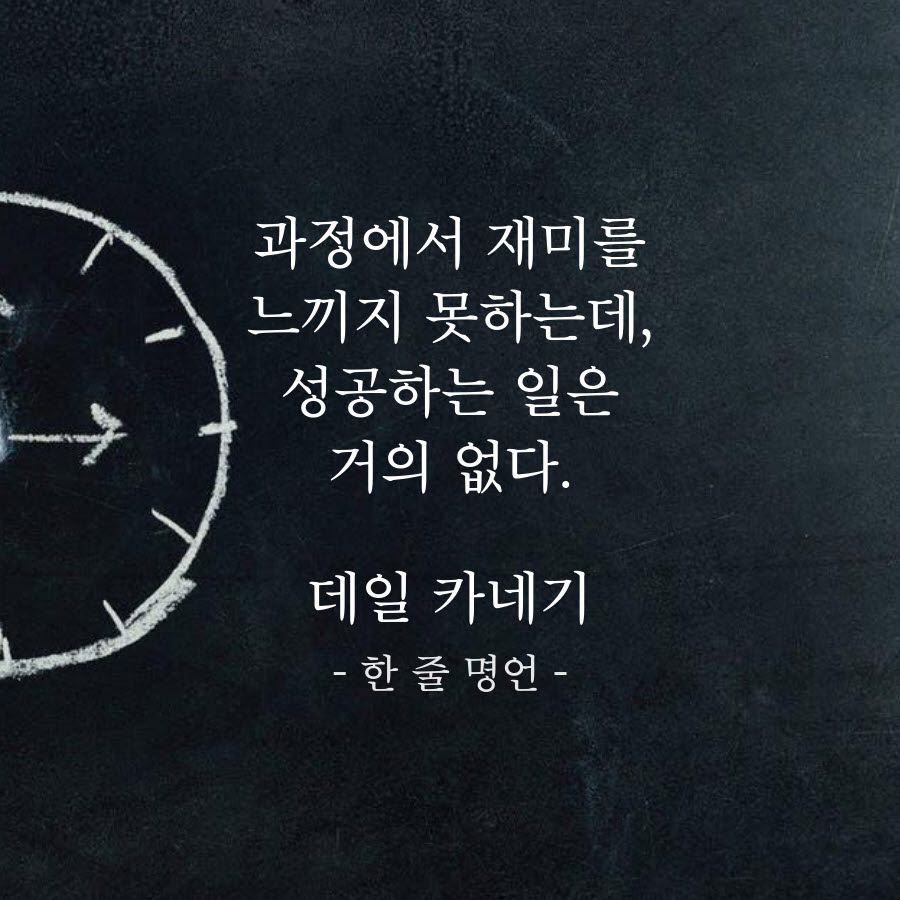 과정에서 재미를
느끼지 못하는데,
성공하는 일은
거의 없다.
데일 카네기
- 한 줄 명언 -